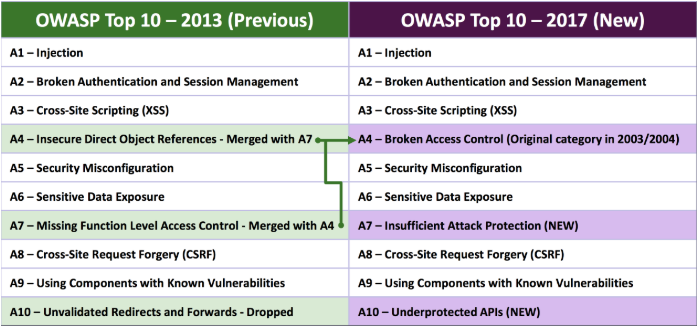 OWASP Top 10 – 2013 (Previous) OWASP Top 10 – 2017 (New)
A1 – Injection A1 – Injection
A2 – Broken Authentication and Session Management A2 – Broken Authentication and Session Management
A3 – Cross-Site Scripting (XSS) A3 – Cross-Site Scripting (XSS)
A4 – Insecure Direct Object References - Merged with A7 A4 – Broken Access Control (Original category in 2003/2004)
A5 – Security Misconfiguration A5 – Security Misconfiguration
A6 – Sensitive Data Exposure A6 – Sensitive Data Exposure
A7 – Missing Function Level Access Control - Merged with A4 A7 – Insufficient Attack Protection (NEW)
A8 – Cross-Site Request Forgery (CSRF) A8 – Cross-Site Request Forgery (CSRF)
A9 – Using Components with Known Vulnerabilities A9 – Using Components with Known Vulnerabilities
A10 – Unvalidated Redirects and Forwards - Dropped A10 – Underprotected APIs (NEW)